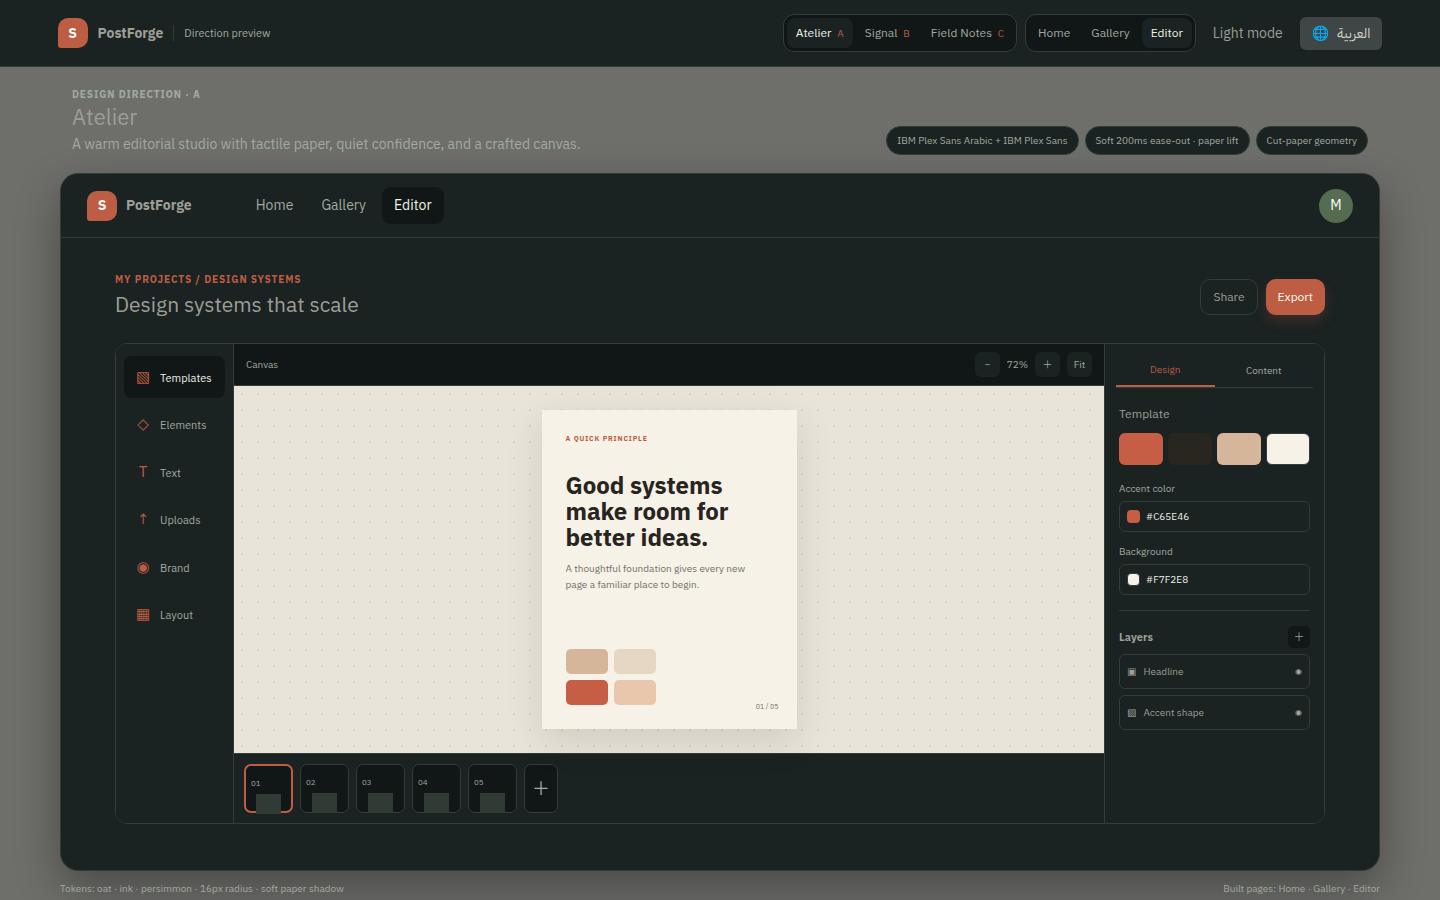 S PostForge Direction preview Atelier A Signal B Field Notes C Home Gallery Editor Light mode العربية
DESIGN DIRECTION · A
Atelier
A warm editorial studio with tactile paper, quiet confidence, and a crafted canvas.
IBM Plex Sans Arabic + IBM Plex Sans Soft 200ms ease-out · paper lift Cut-paper geometry
S PostForge Home Gallery Editor M
MY PROJECTS / DESIGN SYSTEMS
Design systems that scale
Share Export
Templates
Elements
Text
Uploads
Brand
Layout
Canvas − 72% + Fit
A QUICK PRINCIPLE
Good systems
make room for
better ideas.
A thoughtful foundation gives every new
page a familiar place to begin.
01 / 05
01 02 03 04 05 +
Design Content
Template
Accent color
#C65E46
Background
#F7F2E8
Layers +
Headline
Accent shape
Tokens: oat · ink · persimmon · 16px radius · soft paper shadow
Built pages: Home · Gallery · Editor